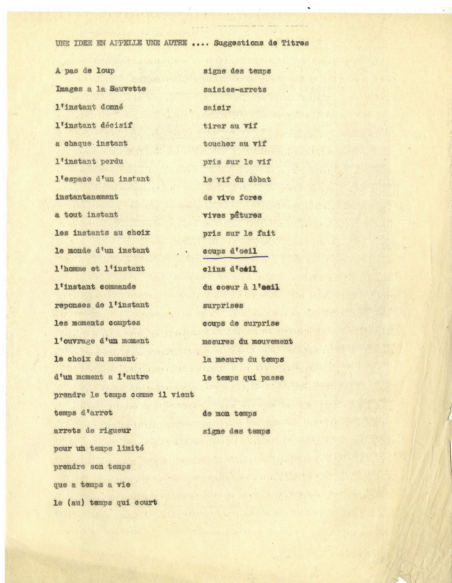 UNE IDEE EN APPELLE UNE AUTRE .... Suggestions de Titres
A pas de loup
Images a la Sauvette
l'instant donné
l'instant décisif
a chaque instant
l'instant perdu
l'espace d'un instant
instantanement
a tout instant
les instants au choix
le monde d'un instant
l'homme et l'instant
l'instant commande
reponses de l'instant
les moments comptes
l'ouvrage d'un moment
le choix du moment
d'un moment a l'autre
prendre le temps comme il vient
temps d'arret
arrets de rigueur
pour un temps limité
prendre son temps
que a temps a vie
le (au) temps qui court
signe des temps
saisies-arrets
saisir
tirer au vif
toucher au vif
pris sur le vif
le vif du débat
de vive force
vives pâtures
pris sur le fait
coups d'oeil
clins d'oeil
du coeur à l'oeil
surprises
coups de surprise
mesures du mouvement
la mesure du temps
le temps qui passe
de mon temps
signe des temps